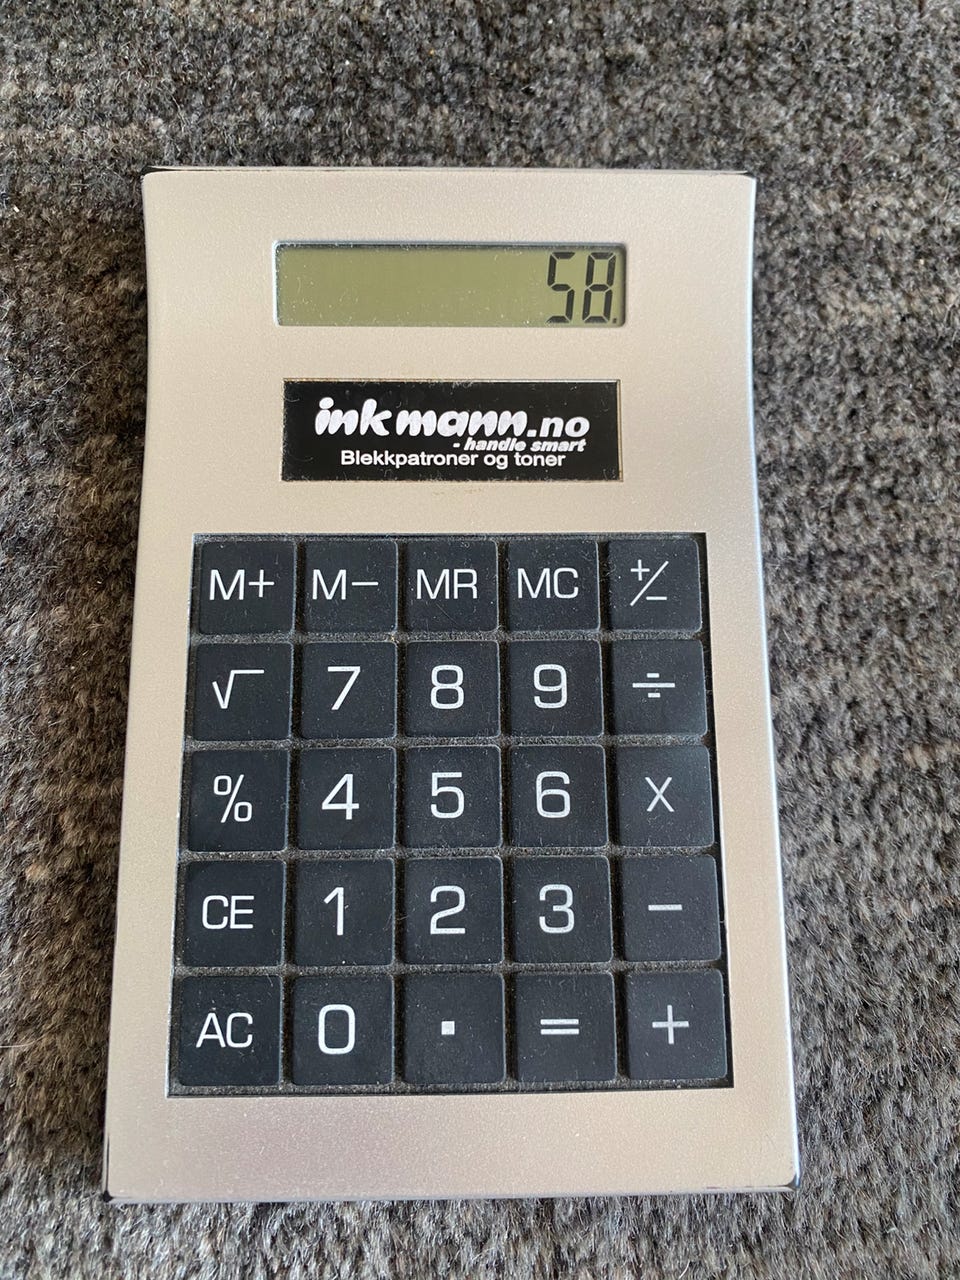 58.
inkmann.no
- handle smart
Blekkpatroner og toner
M+ M− MR MC +/−
√ 7 8 9 ÷
% 4 5 6 X
CE 1 2 3 −
AC 0 . = +